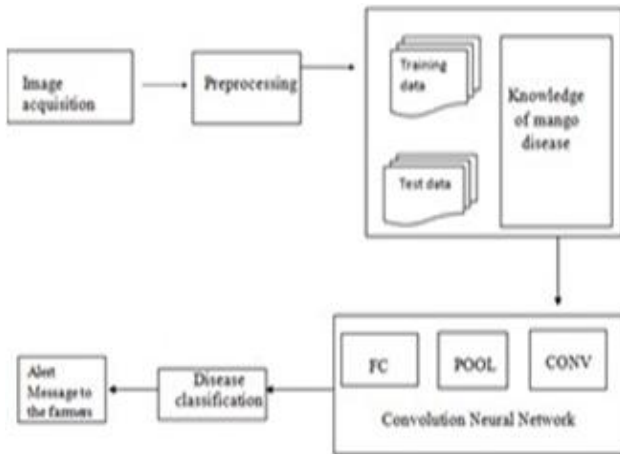 Image
acquisition
Preprocessing
Training
data
Test data
Knowledge
of mango
disease
FC
POOL
CONV
Convolution Neural Network
Disease
classification
Alert
Message to
the farmers